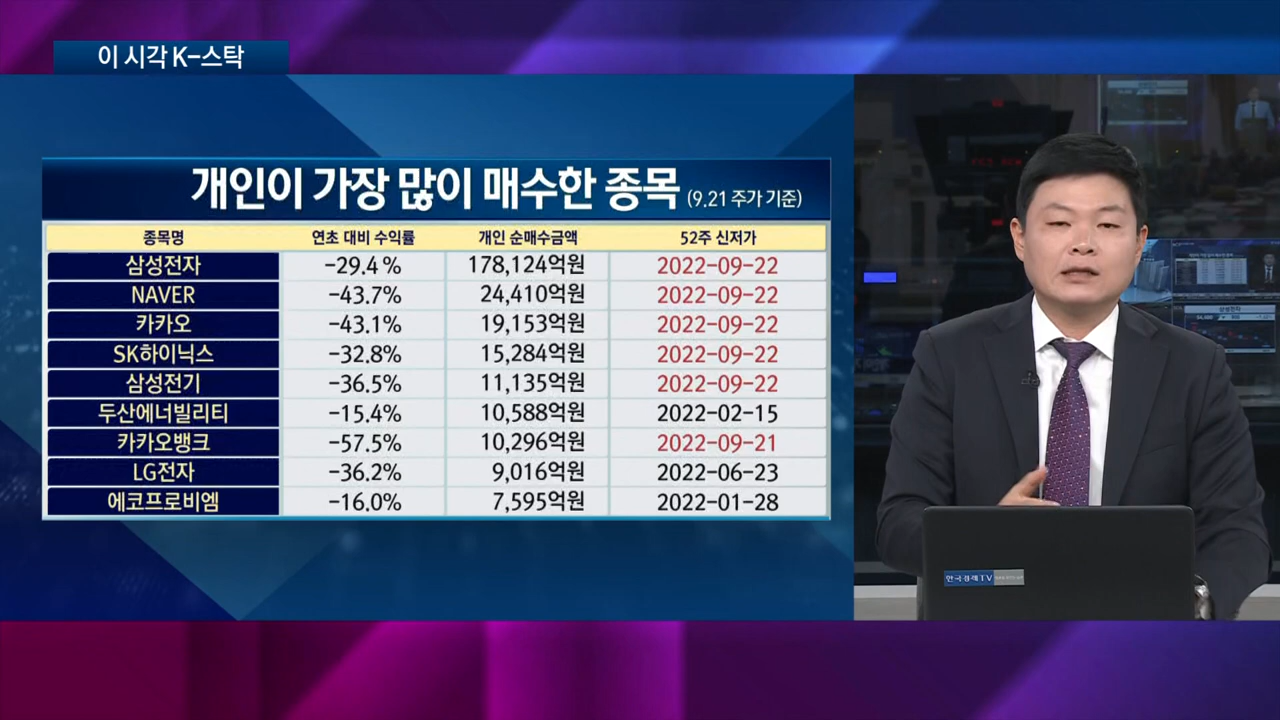 이 시각 K-스탁
개인이 가장 많이 매수한 종목 (9.21 주가 기준)
종목명 연초 대비 수익률 개인 순매수금액 52주 신저가
삼성전자 -29.4% 178,124억원 2022-09-22
NAVER -43.7% 24,410억원 2022-09-22
카카오 -43.1% 19,153억원 2022-09-22
SK하이닉스 -32.8% 15,284억원 2022-09-22
삼성전기 -36.5% 11,135억원 2022-09-22
두산에너빌리티 -15.4% 10,588억원 2022-02-15
카카오뱅크 -57.5% 10,296억원 2022-09-21
LG전자 -36.2% 9,016억원 2022-06-23
에코프로비엠 -16.0% 7,595억원 2022-01-28
삼성전자
한국경제TV